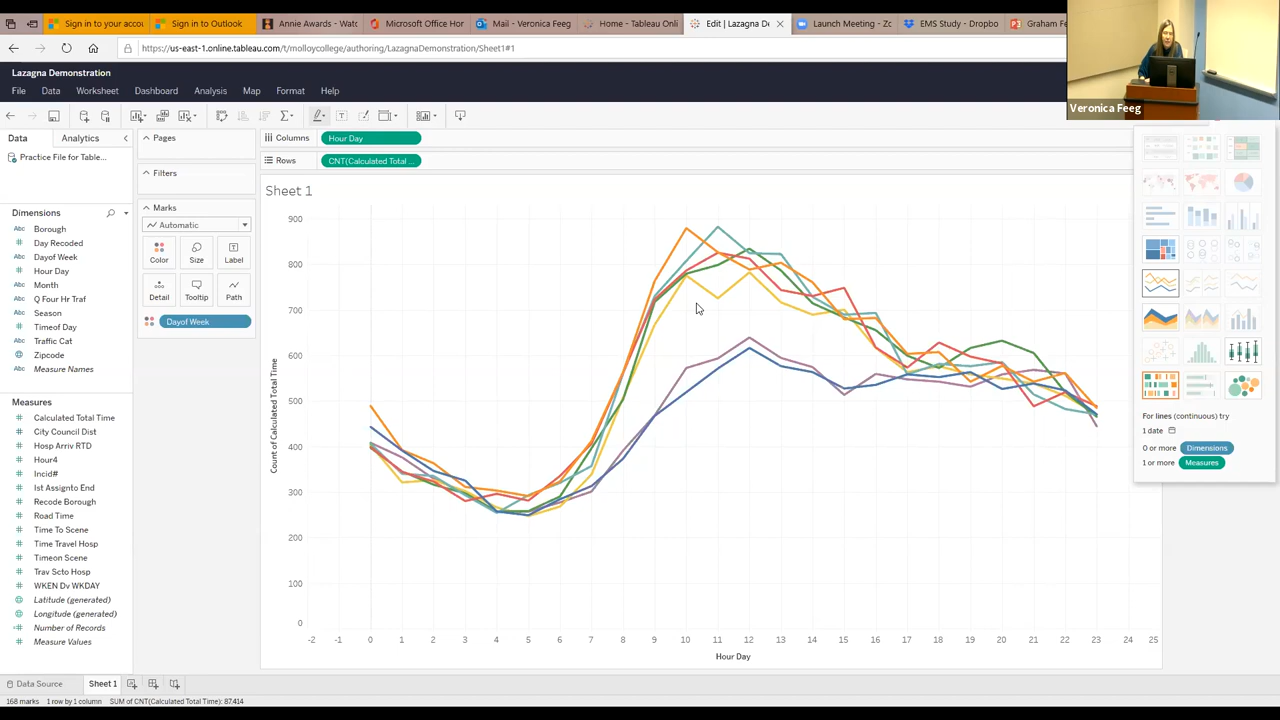 Sign in to your accou
Sign in to Outlook
Annie Awards - Watc
Microsoft Office Hor
Mail - Veronica Feeg
Home - Tableau Onli
Edit | Lazagna De
Launch Meeting - Zc
EMS Study - Dropbo
Graham Fe
https://us-east-1.online.tableau.com/t/molloycollege/authoring/LazagnaDemonstration/Sheet1#1
Lazagna Demonstration
File Data Worksheet Dashboard Analysis Map Format Help
Veronica Feeg
Data Analytics
Practice File for Table...
Dimensions
Abc Borough
Day Recoded
Abc Dayof Week
Hour Day
Abc Month
Abc Q Four Hr Traf
Abc Season
Abc Timeof Day
Abc Traffic Cat
Zipcode
Abc Measure Names
Measures
Calculated Total Time
City Council Dist
Hosp Arriv RTD
Hour4
Incid#
Ist Assignto End
Recode Borough
Road Time
Time To Scene
Time Travel Hosp
Timeon Scene
Trav Scto Hosp
WKEN Dv WKDAY
Latitude (generated)
Longitude (generated)
Number of Records
Measure Values
Pages
Filters
Marks
Automatic
Color Size Label
Detail Tooltip Path
Dayof Week
Columns Hour Day
Rows CNT(Calculated Total ...
Sheet 1
Count of Calculated Total Time
900
800
700
600
500
400
300
200
100
0
-2 -1 0 1 2 3 4 5 6 7 8 9 10 11 12 13 14 15 16 17 18 19 20 21 22 23 24 25
Hour Day
For lines (continuous) try
1 date
0 or more Dimensions
1 or more Measures
Data Source Sheet 1
168 marks 1 row by 1 column SUM of CNT(Calculated Total Time): 87,414